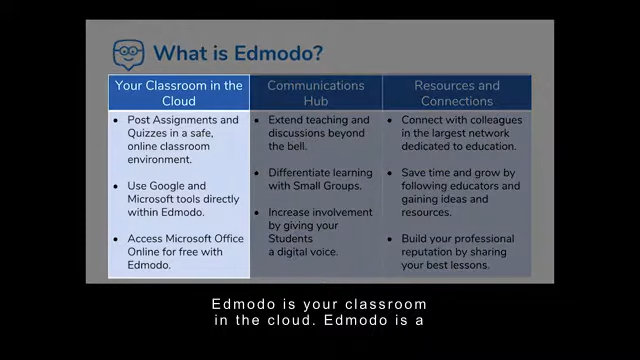 What is Edmodo?
Your Classroom in the
Cloud
• Post Assignments and
Quizzes in a safe,
online classroom
environment.
• Use Google and
Microsoft tools directly
within Edmodo.
• Access Microsoft Office
Online for free with
Edmodo.
Communications
Hub
• Extend teaching and
discussions beyond
the bell.
• Differentiate learning
with Small Groups.
• Increase involvement
by giving your
Students
a digital voice.
Resources and
Connections
• Connect with colleagues
in the largest network
dedicated to education.
• Save time and grow by
following educators and
gaining ideas and
resources.
• Build your professional
reputation by sharing
your best lessons.
Edmodo is your classroom
in the cloud. Edmodo is a